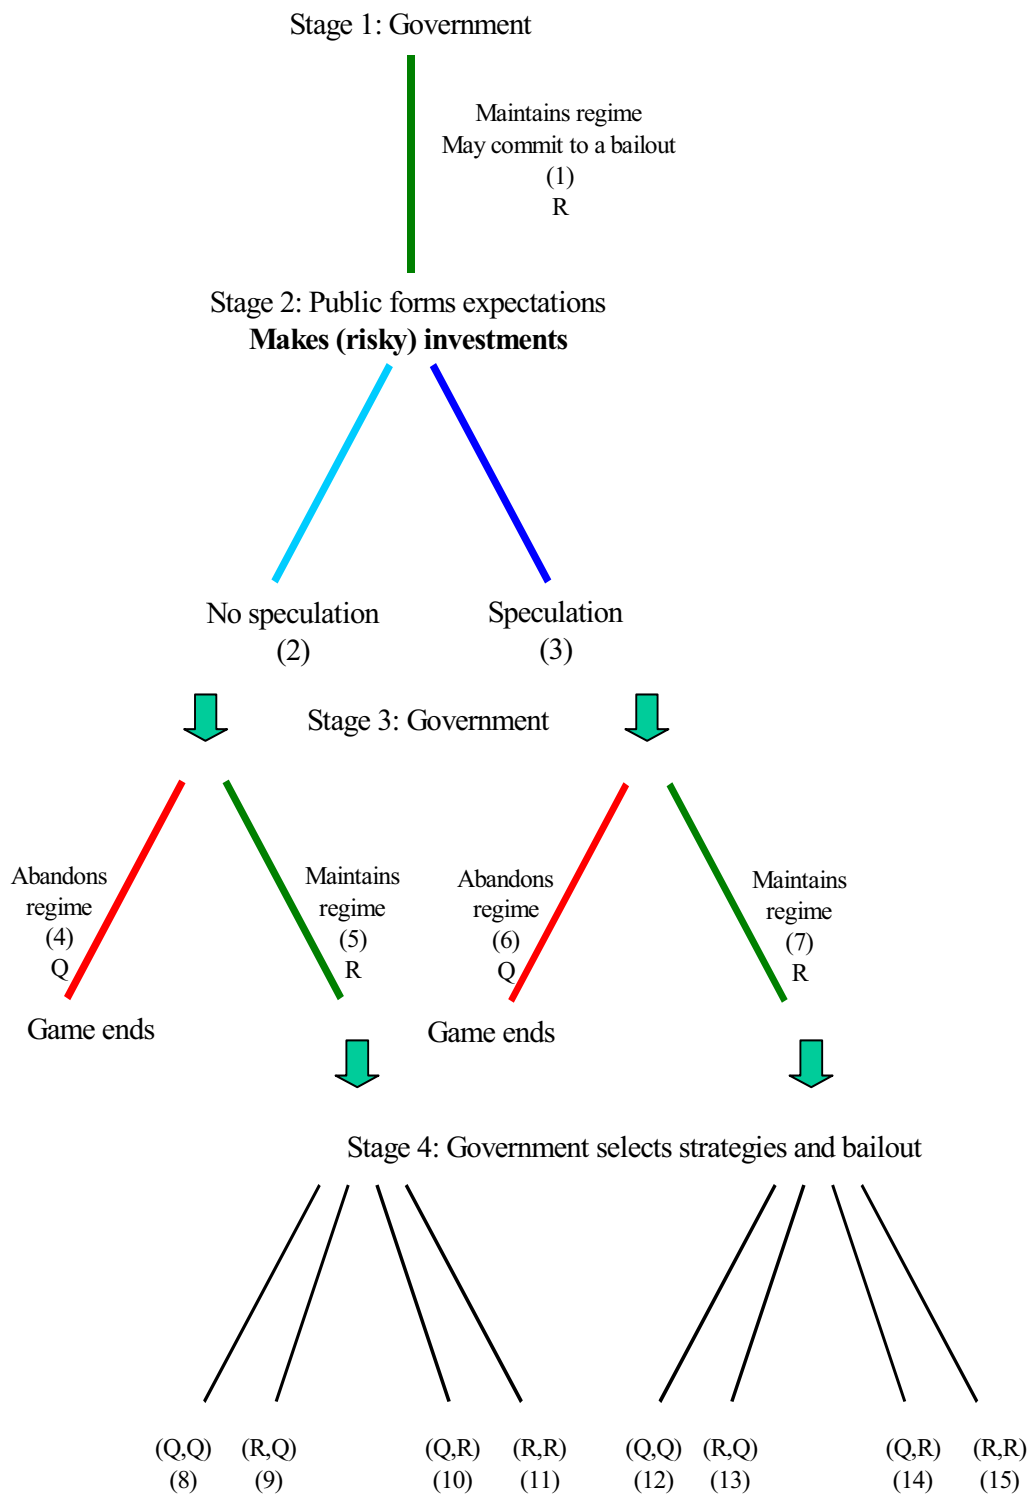 Stage 1: Government
Maintains regime
May commit to a bailout
(1)
R
Stage 2: Public forms expectations
Makes (risky) investments
No speculation
(2)
Speculation
(3)
Stage 3: Government
Abandons
regime
(4)
Q
Maintains
regime
(5)
R
Abandons
regime
(6)
Q
Maintains
regime
(7)
R
Game ends
Game ends
Stage 4: Government selects strategies and bailout
(Q,Q)
(8)
(R,Q)
(9)
(Q,R)
(10)
(R,R)
(11)
(Q,Q)
(12)
(R,Q)
(13)
(Q,R)
(14)
(R,R)
(15)